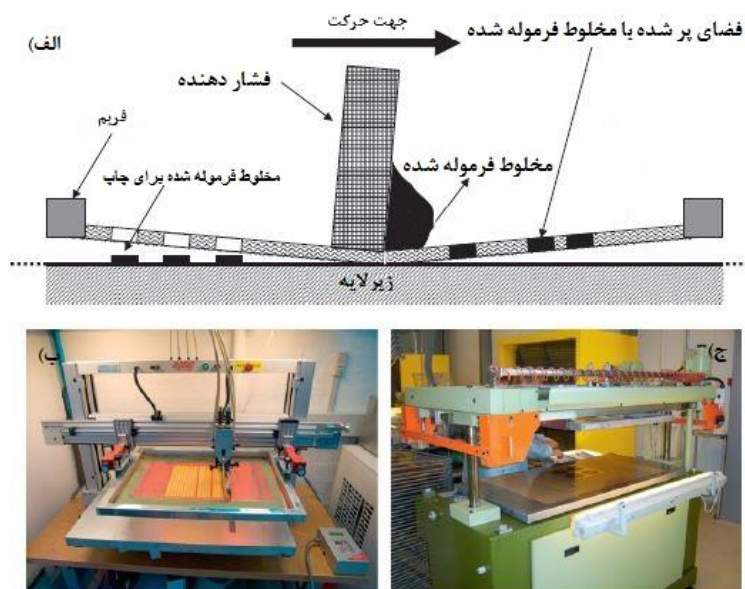 الف)
جهت حرکت
فضای پر شده با مخلوط فرموله شده
فشار دهنده
فریم
مخلوط فرموله شده
مخلوط فرموله شده برای چاپ
زیرلایه
ب)
ج)